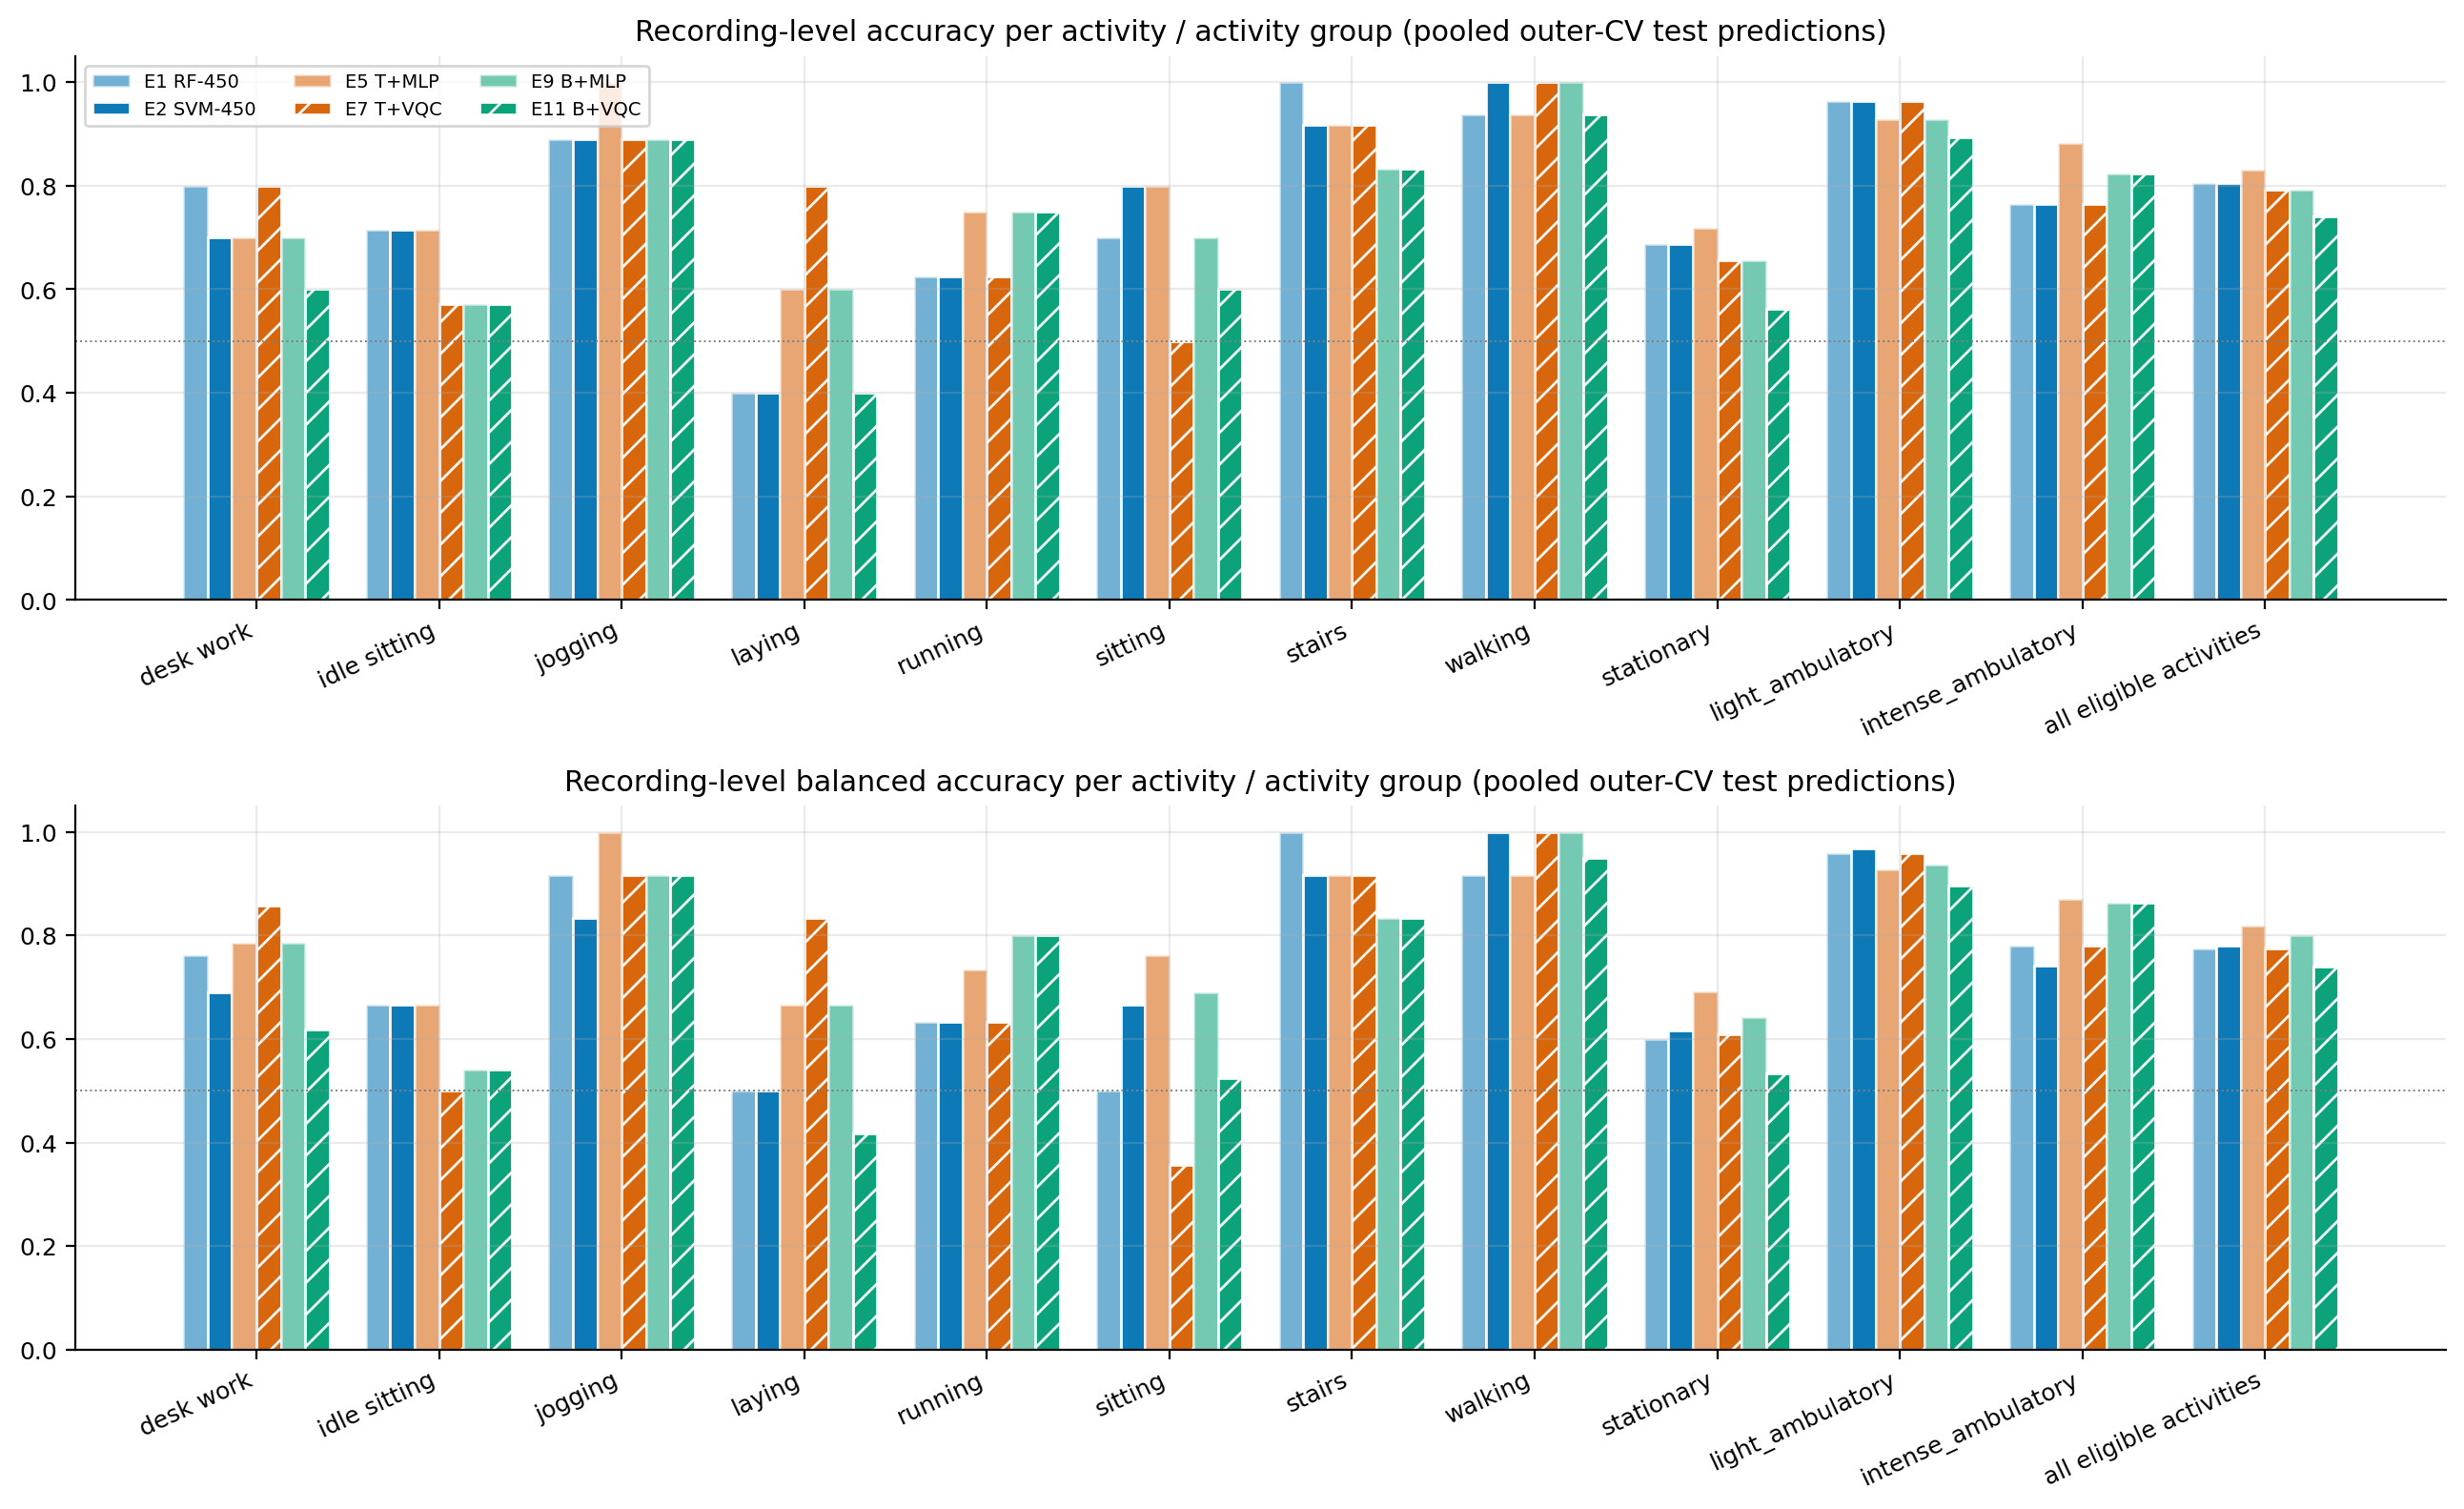 Recording-level accuracy per activity / activity group (pooled outer-CV test predictions)
E1 RF-450
E5 T+MLP
E9 B+MLP
E2 SVM-450
E7 T+VQC
E11 B+VQC
1.0
0.8
0.6
0.4
0.2
0.0
desk work
idle sitting
jogging
laying
running
sitting
stairs
walking
stationary
light_ambulatory
intense_ambulatory
all eligible activities
Recording-level balanced accuracy per activity / activity group (pooled outer-CV test predictions)
1.0
0.8
0.6
0.4
0.2
0.0
desk work
idle sitting
jogging
laying
running
sitting
stairs
walking
stationary
light_ambulatory
intense_ambulatory
all eligible activities